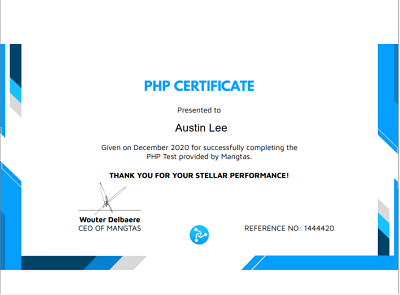 PHP CERTIFICATE
Presented to
Austin Lee
Given on December 2020 for successfully completing the
PHP Test provided by Mangtas.
THANK YOU FOR YOUR STELLAR PERFORMANCE!
Wouter Delbaere
CEO OF MANGTAS
REFERENCE NO: 1444420